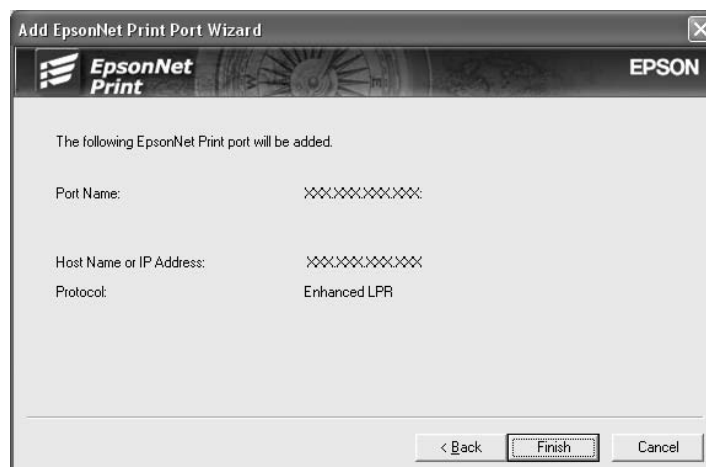 Add EpsonNet Print Port Wizard
EpsonNet
Print
EPSON
The following EpsonNet Print port will be added.
Port Name: XXX.XXX.XXX.XXX:
Host Name or IP Address: XXX.XXX.XXX.XXX
Protocol: Enhanced LPR
< Back Finish Cancel